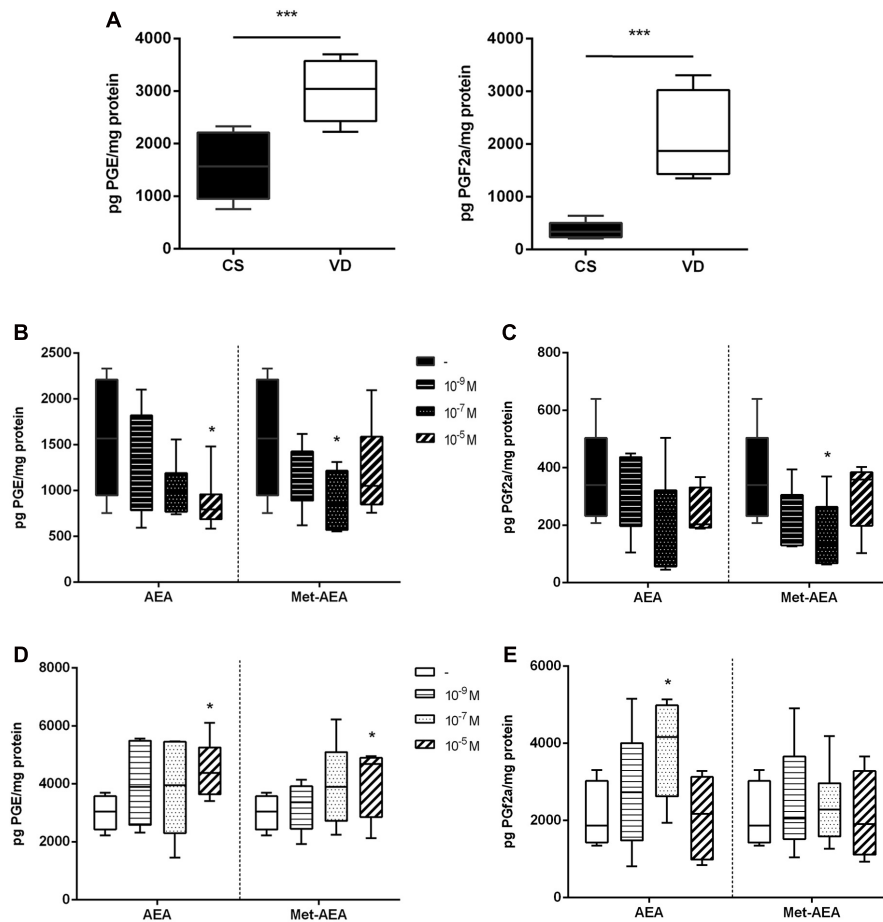 A
***
pg PGE/mg protein
4000
3000
2000
1000
0
CS
VD
***
pg PGF2a/mg protein
4000
3000
2000
1000
0
CS
VD
B
pg PGE/mg protein
2500
2000
1500
1000
500
0
*
*
AEA
Met-AEA
-
10⁻⁹ M
10⁻⁷ M
10⁻⁵ M
C
pg PGf2a/mg protein
800
600
400
200
0
*
AEA
Met-AEA
D
pg PGE/mg protein
8000
6000
4000
2000
0
*
*
AEA
Met-AEA
-
10⁻⁹ M
10⁻⁷ M
10⁻⁵ M
E
pg PGf2a/mg protein
6000
4000
2000
0
*
AEA
Met-AEA